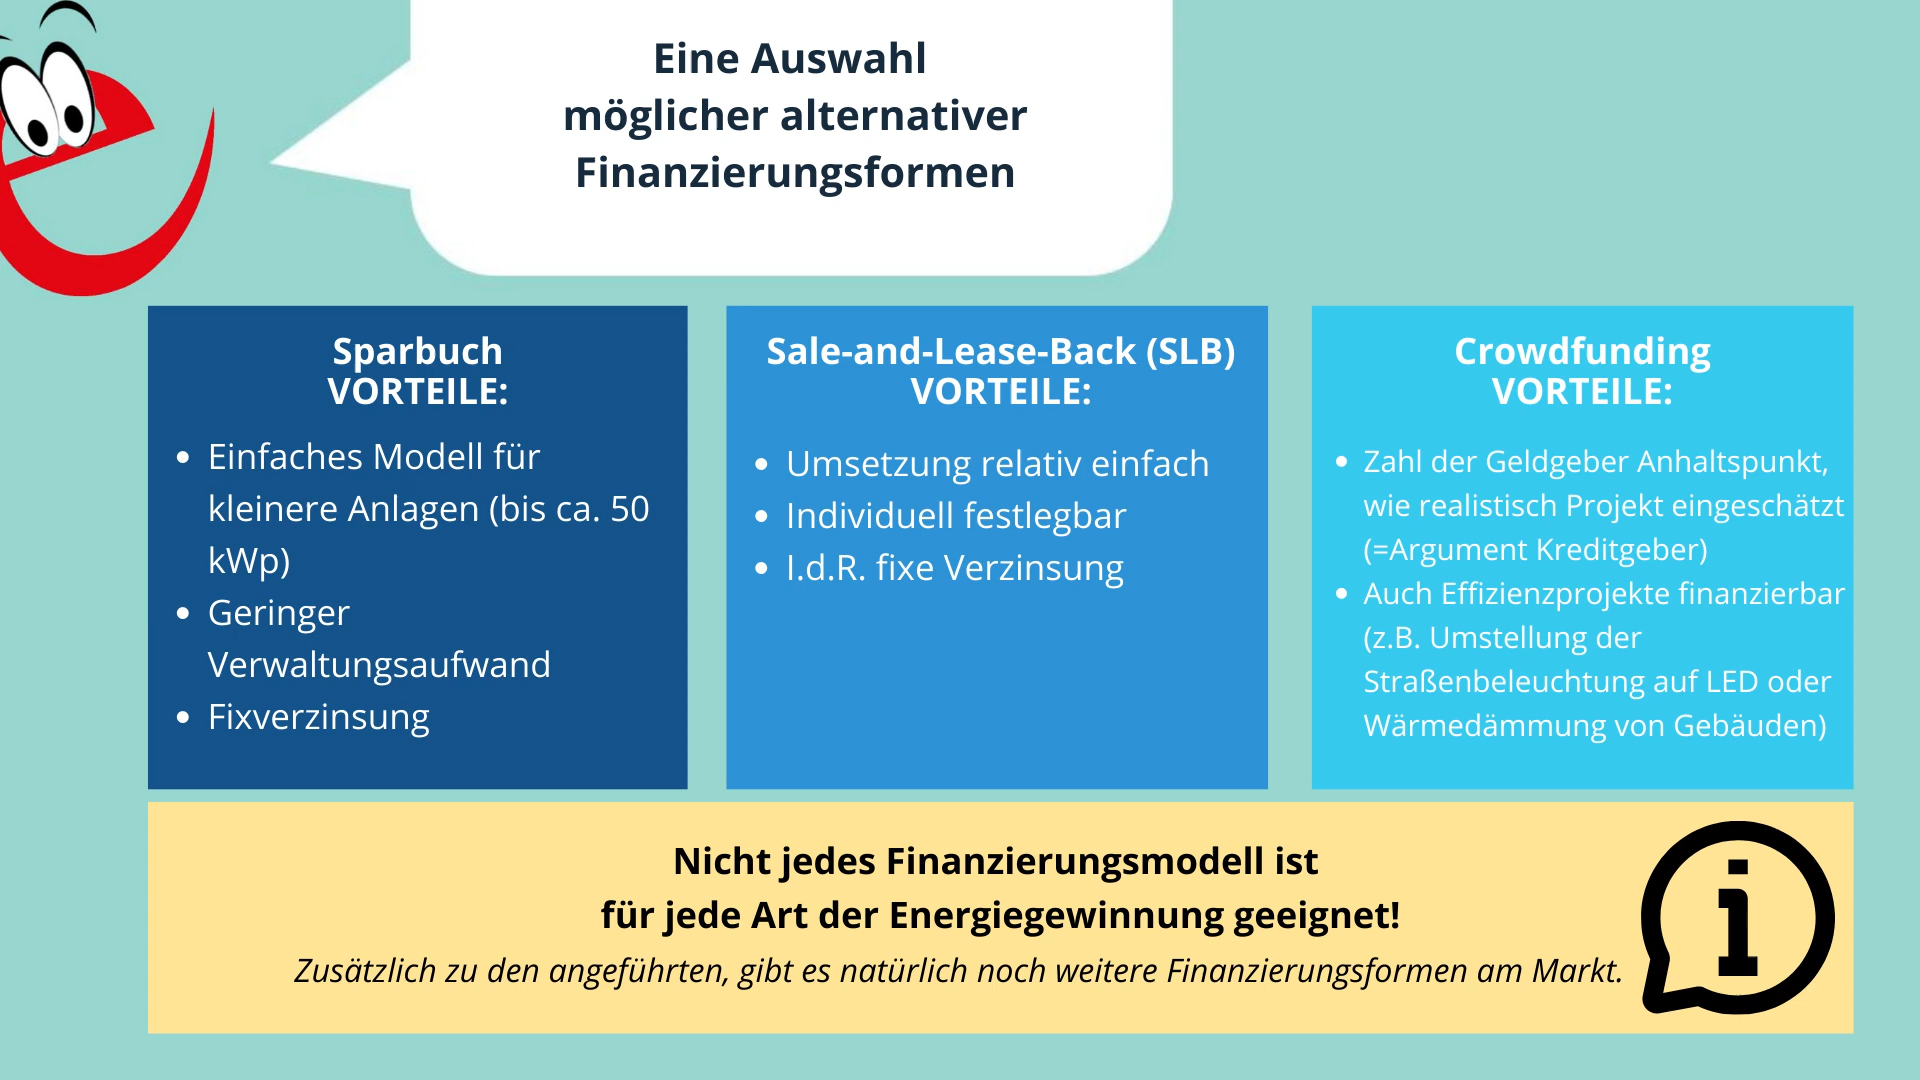 Eine Auswahl
möglicher alternativer
Finanzierungsformen
Sparbuch
VORTEILE:
• Einfaches Modell für
kleinere Anlagen (bis ca. 50
kWp)
• Geringer
Verwaltungsaufwand
• Fixverzinsung
Sale-and-Lease-Back (SLB)
VORTEILE:
• Umsetzung relativ einfach
• Individuell festlegbar
• I.d.R. fixe Verzinsung
Crowdfunding
VORTEILE:
• Zahl der Geldgeber Anhaltspunkt,
wie realistisch Projekt eingeschätzt
(=Argument Kreditgeber)
• Auch Effizienzprojekte finanzierbar
(z.B. Umstellung der
Straßenbeleuchtung auf LED oder
Wärmedämmung von Gebäuden)
Nicht jedes Finanzierungsmodell ist
für jede Art der Energiegewinnung geeignet!
Zusätzlich zu den angeführten, gibt es natürlich noch weitere Finanzierungsformen am Markt.
i